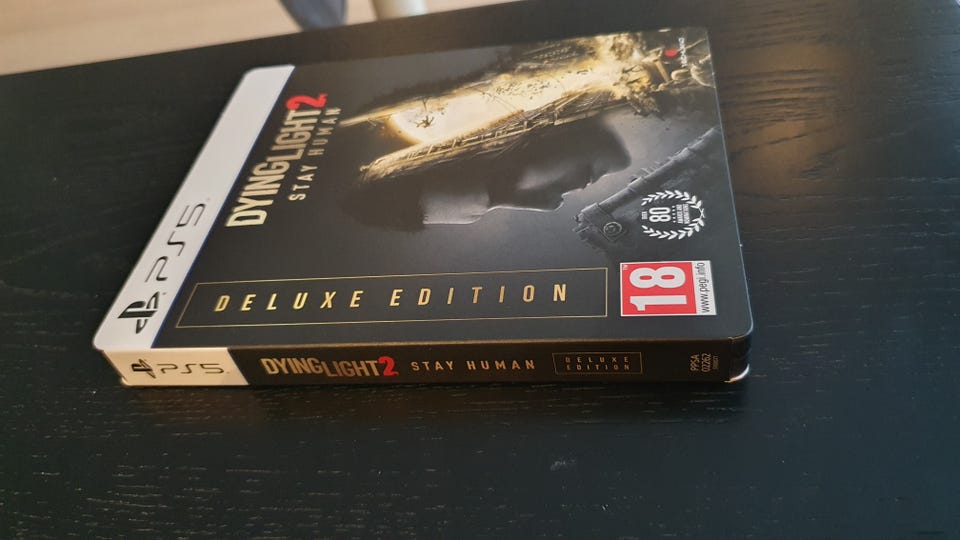 PS5
DYING LIGHT 2
STAY HUMAN
80
DELUXE EDITION
18
www.pegi.info
PS5
DYING LIGHT 2 STAY HUMAN
DELUXE
EDITION
PPSA
02262